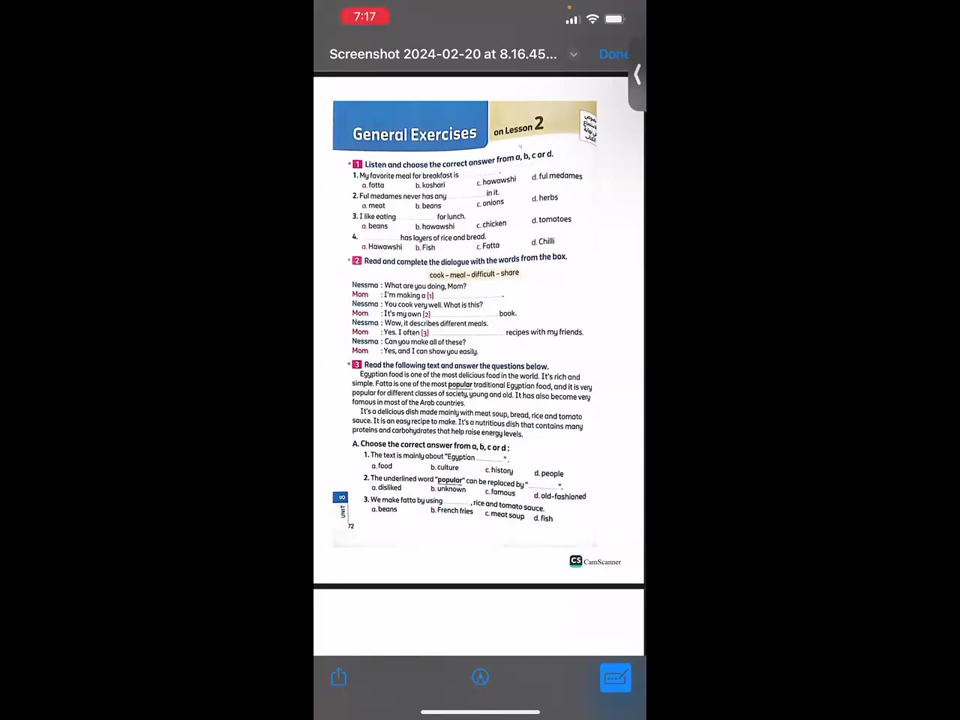 7:17
Screenshot 2024-02-20 at 8.16.45...
Done
General Exercises
on Lesson 2
1 Listen and choose the correct answer from a, b, c or d.
1. My favorite meal for breakfast is .
a. fatta b. koshari c. hawawshi d. ful medames
2. Ful medames never has any in it.
a. meat b. beans c. onions d. herbs
3. I like eating for lunch.
a. beans b. hawawshi c. chicken d. tomatoes
4. has layers of rice and bread.
a. Hawawshi b. Fish c. Fatta d. Chilli
2 Read and complete the dialogue with the words from the box.
cook – meal – difficult – share
Nessma : What are you doing, Mom?
Mom : I'm making a (1) .
Nessma : You cook very well. What is this?
Mom : It's my own (2) book.
Nessma : Wow, it describes different meals.
Mom : Yes. I often (3) recipes with my friends.
Nessma : Can you make all of these?
Mom : Yes, and I can show you easily.
3 Read the following text and answer the questions below.
Egyptian food is one of the most delicious food in the world. It's rich and
simple. Fatta is one of the most popular traditional Egyptian food, and it is very
popular for different classes of society, young and old. It has also become very
famous in most of the Arab countries.
It's a delicious dish made mainly with meat soup, bread, rice and tomato
sauce. It is an easy recipe to make. It's a nutritious dish that contains many
proteins and carbohydrates that help raise energy levels.
A. Choose the correct answer from a, b, c or d :
1. The text is mainly about "Egyptian ".
a. food b. culture c. history d. people
2. The underlined word "popular" can be replaced by " ".
a. disliked b. unknown c. famous d. old-fashioned
3. We make fatta by using , rice and tomato sauce.
a. beans b. French fries c. meat soup d. fish
UNIT 8
72
CS CamScanner